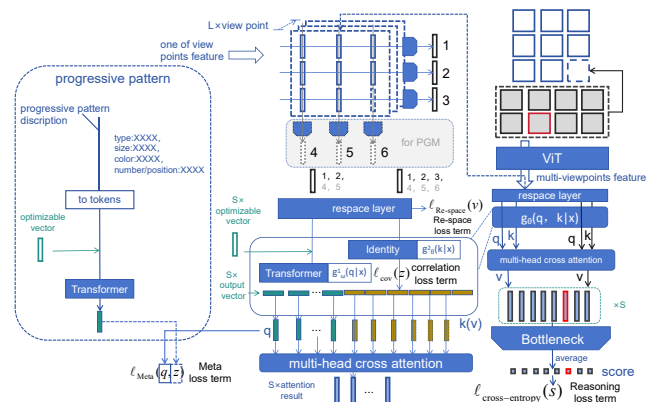 L×view point
one of view
points feature
1
2
3
for PGM
4
5
6
1, 2,
4, 5
1, 2, 3,
4, 5, 6
progressive pattern
progressive pattern
discription
type:XXXX,
size:XXXX,
color:XXXX,
number/position:XXXX
to tokens
optimizable
vector
Transformer
ℓMeta(q,z)
Meta
loss term
S×
optimizable
vector
respace layer
ℓRe-space(v)
Re-space
loss term
Identity
g²θ(k|x)
Transformer
g¹ω(q|x)
ℓcov(z)
correlation
loss term
S×
output
vector
...
q
...
k(v)
multi-head cross attention
S×attention
result
...
ViT
multi-viewpoints feature
respace layer
gθ(q, k|x)
q
k
q
k
multi-head cross attention
v
v
×S
Bottleneck
average
score
ℓcross-entropy(s)
Reasoning
loss term